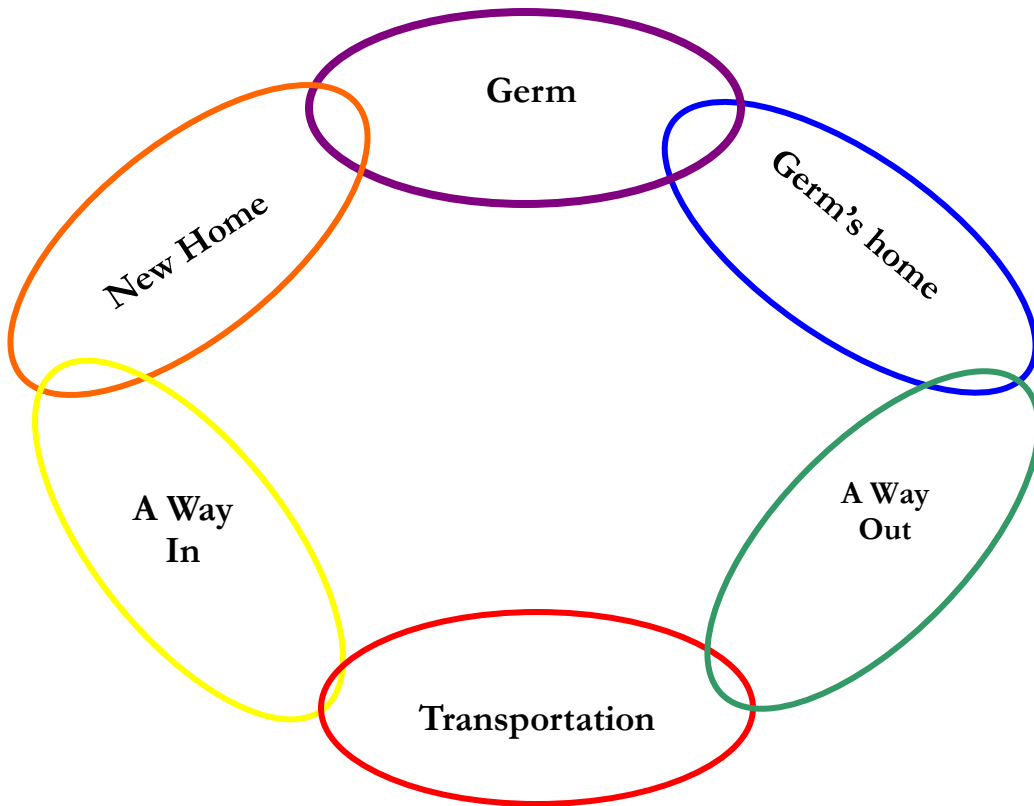 Germ
Germ’s home
A Way
Out
Transportation
A Way
In
New Home